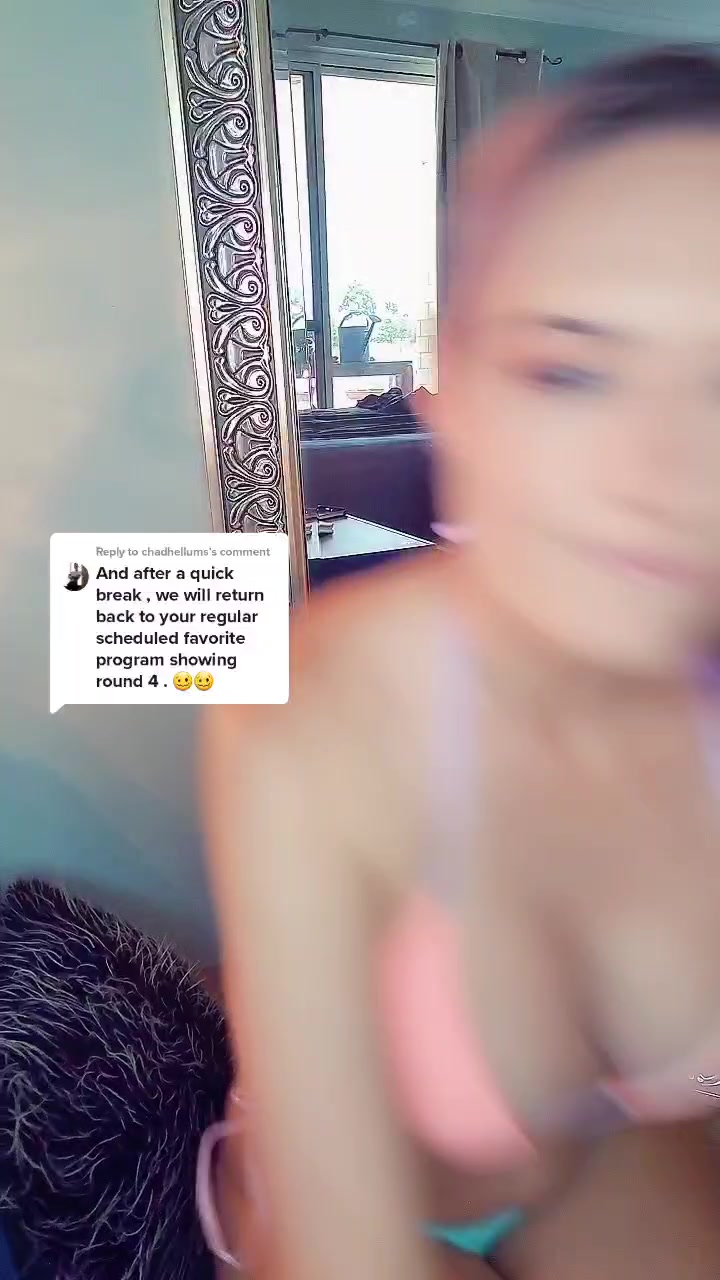 Reply to chadhellums's comment
And after a quick
break , we will return
back to your regular
scheduled favorite
program showing
round 4 . 🥴🥴